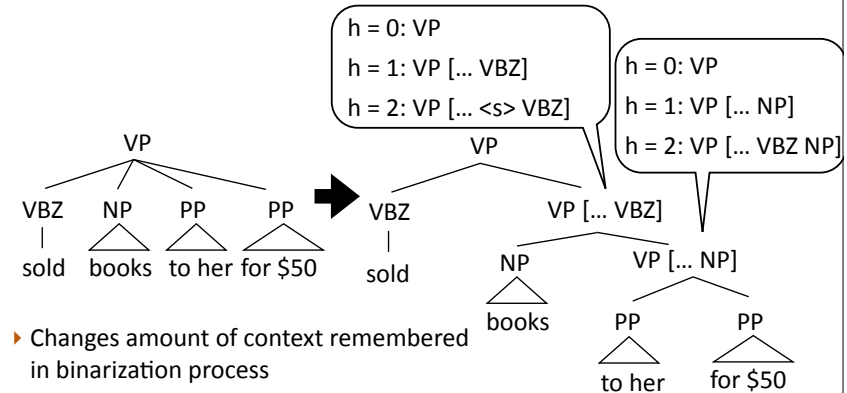 h = 0: VP
h = 1: VP [... VBZ]
h = 2: VP [... <s> VBZ]
h = 0: VP
h = 1: VP [... NP]
h = 2: VP [... VBZ NP]
VP
VBZ NP PP PP
sold books to her for $50
VP
VBZ VP [... VBZ]
sold NP VP [... NP]
books PP PP
to her for $50
Changes amount of context remembered
in binarization process